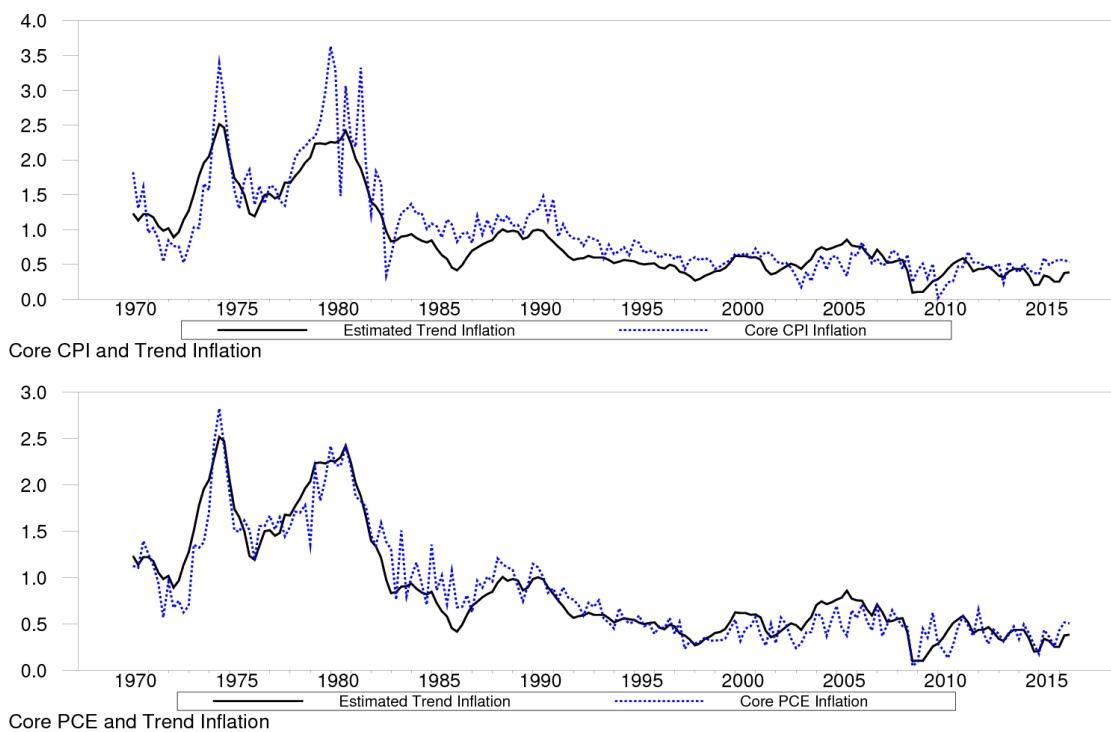 4.0
3.5
3.0
2.5
2.0
1.5
1.0
0.5
0.0
1970 1975 1980 1985 1990 1995 2000 2005 2010 2015
Estimated Trend Inflation Core CPI Inflation
Core CPI and Trend Inflation
3.0
2.5
2.0
1.5
1.0
0.5
0.0
1970 1975 1980 1985 1990 1995 2000 2005 2010 2015
Estimated Trend Inflation Core PCE Inflation
Core PCE and Trend Inflation